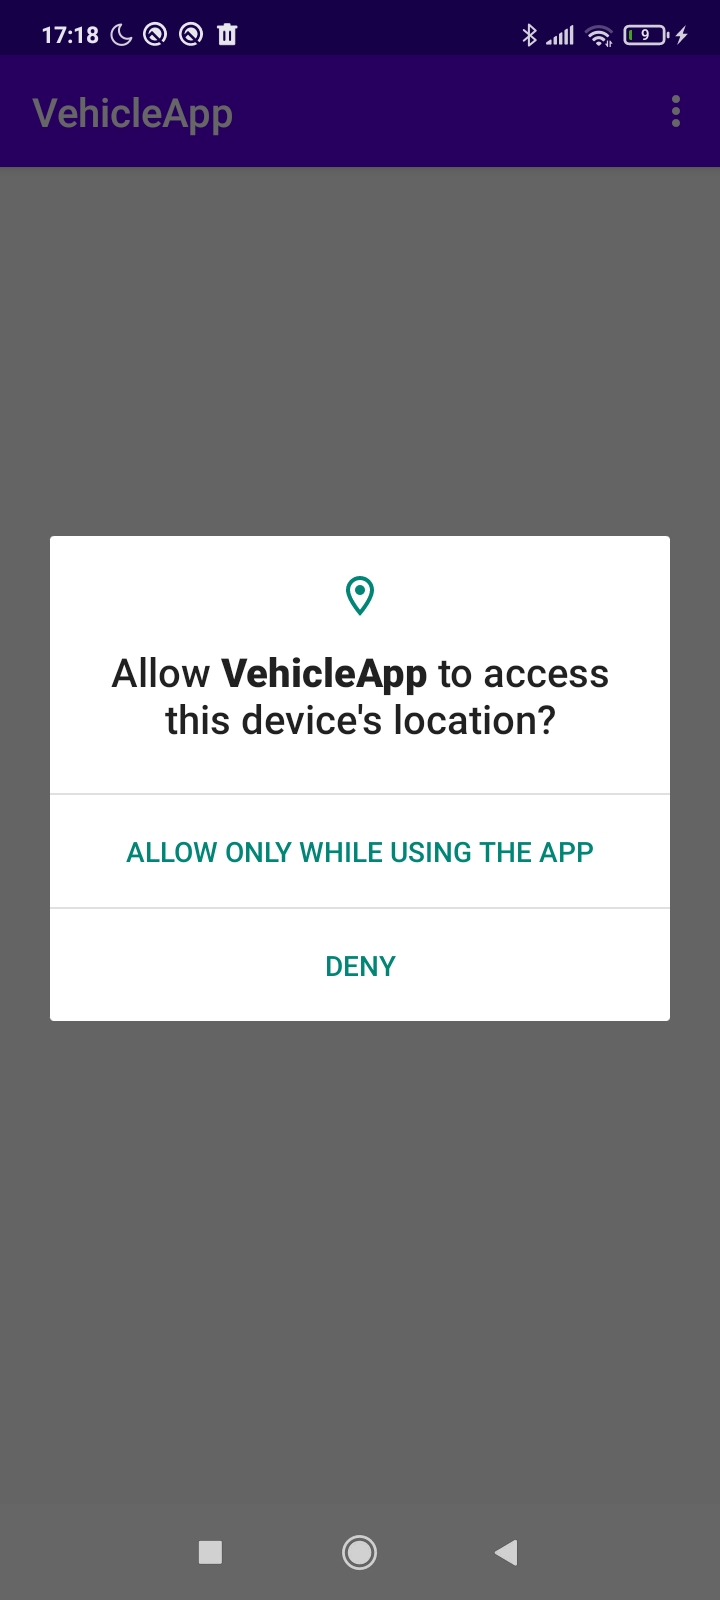 17:18
9
VehicleApp
Allow VehicleApp to access
this device's location?
ALLOW ONLY WHILE USING THE APP
DENY